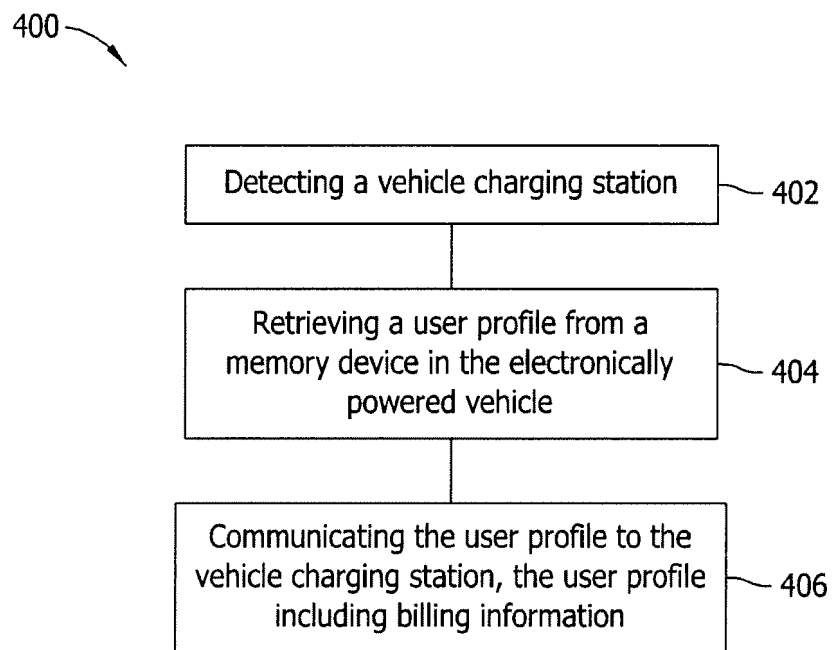 400
Detecting a vehicle charging station
402
Retrieving a user profile from a
memory device in the electronically
powered vehicle
404
Communicating the user profile to the
vehicle charging station, the user profile
including billing information
406